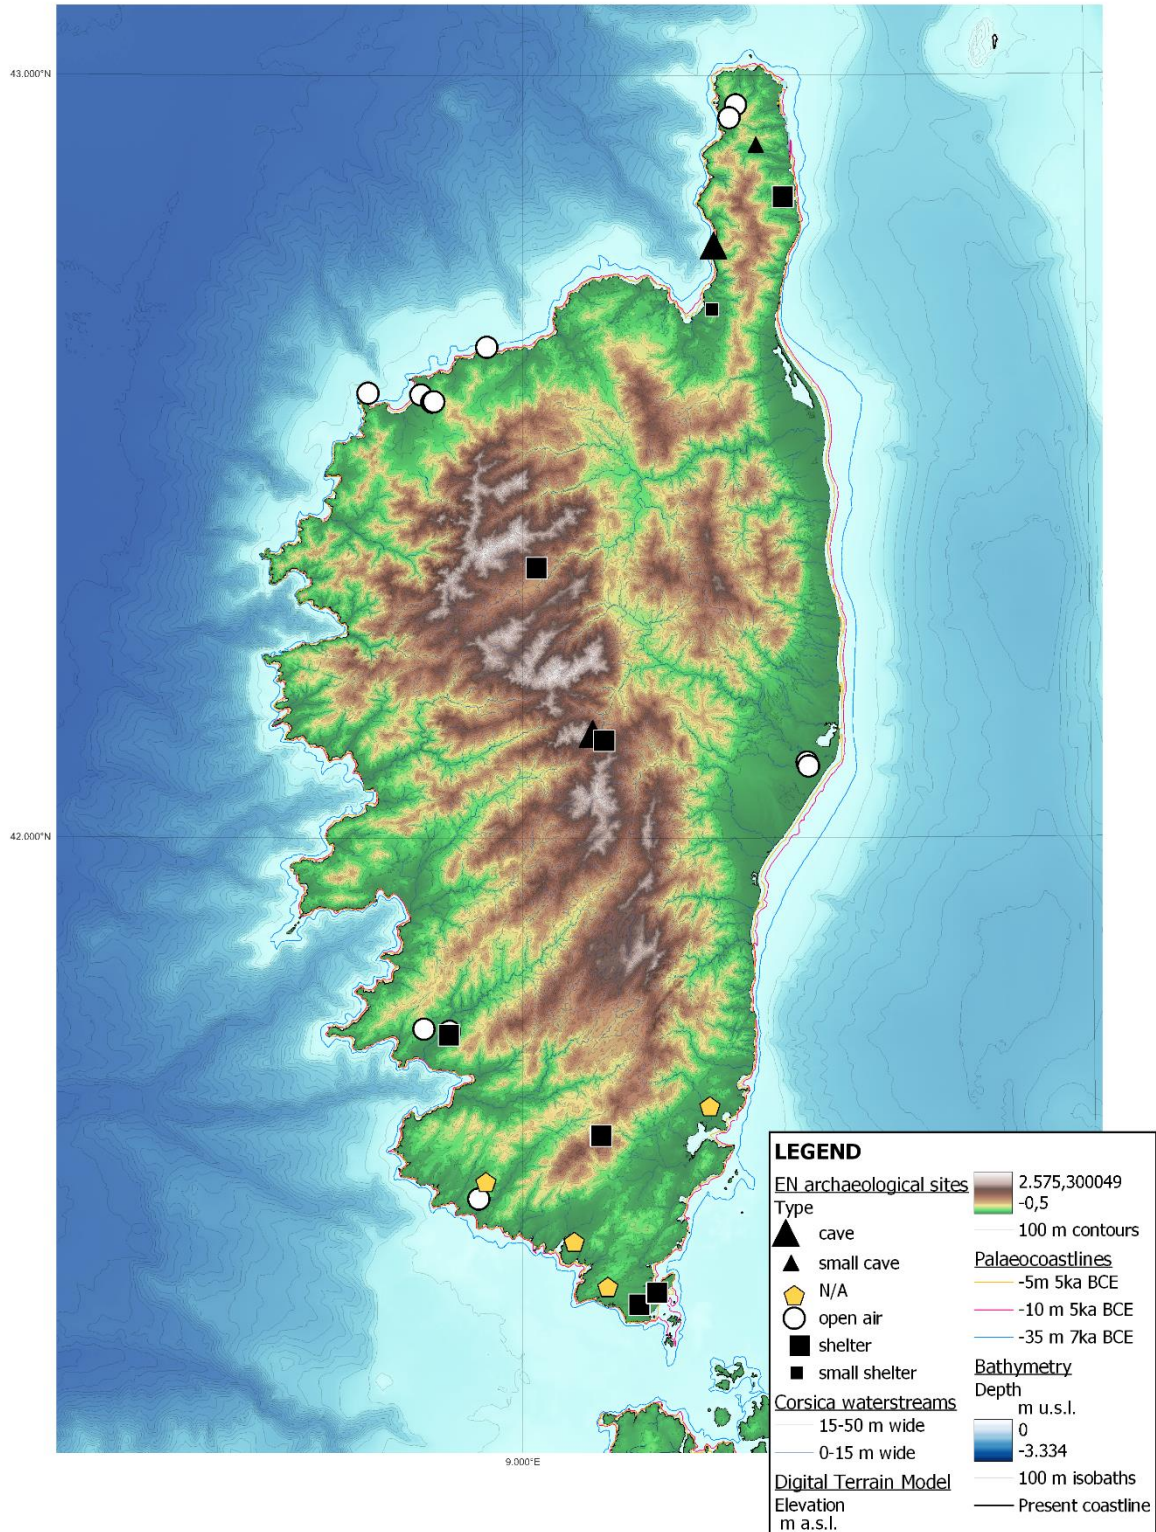 43.000°N
42.000°N
9.000°E
LEGEND
EN archaeological sites
Type
cave
small cave
N/A
open air
shelter
small shelter
Corsica waterstreams
15-50 m wide
0-15 m wide
Digital Terrain Model
Elevation
m a.s.l.
2.575,300049
-0,5
100 m contours
Palaeocoastlines
-5m 5ka BCE
-10 m 5ka BCE
-35 m 7ka BCE
Bathymetry
Depth
m u.s.l.
0
-3.334
100 m isobaths
Present coastline